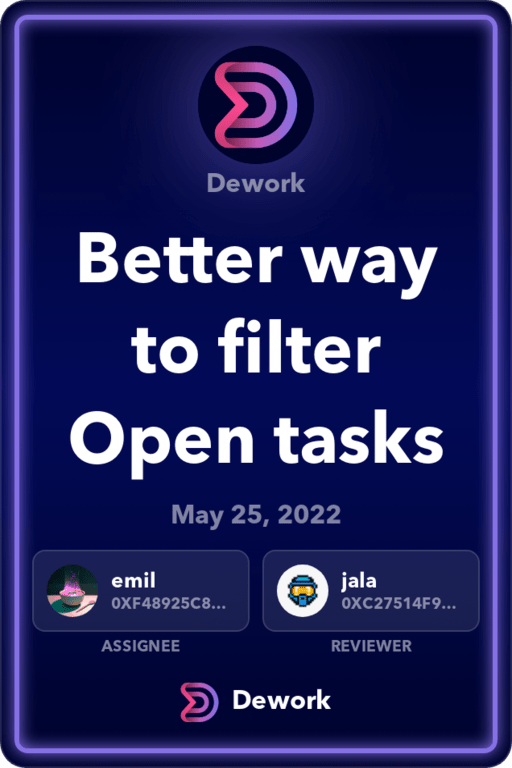 Dework
Better way
to filter
Open tasks
May 25, 2022
emil
0XF48925C8...
jala
0XC27514F9...
ASSIGNEE
REVIEWER
Dework